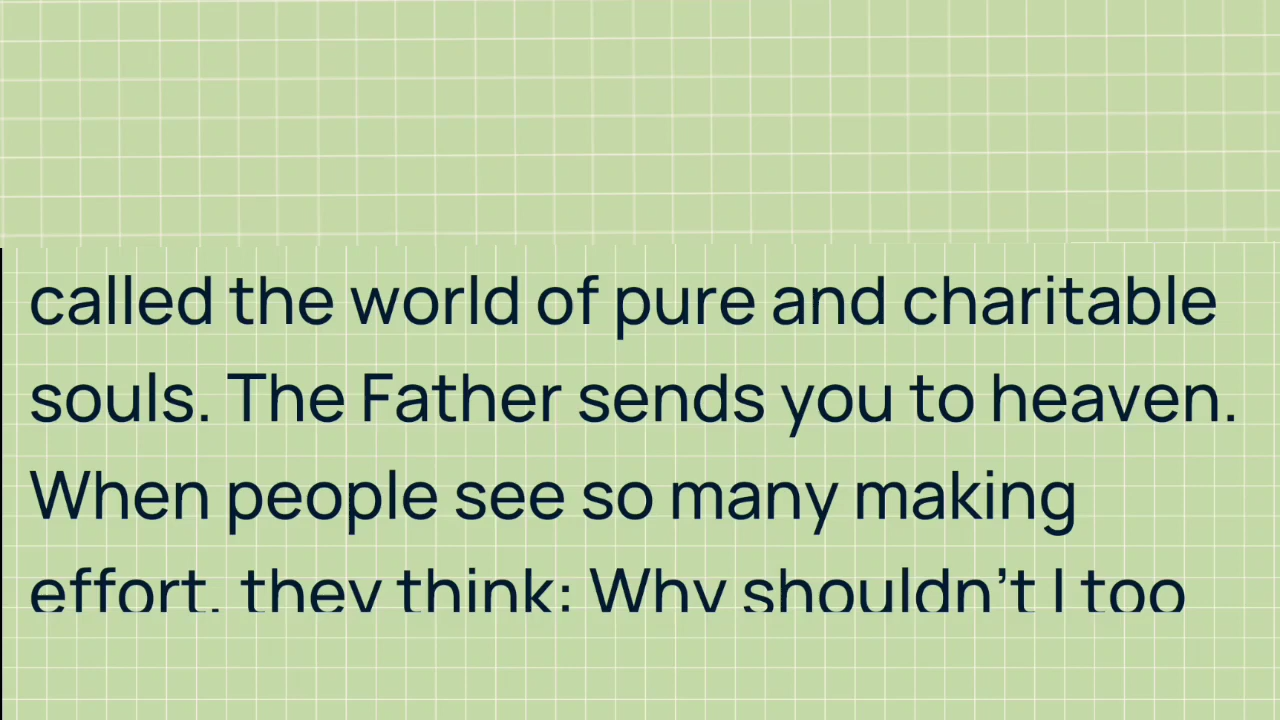 called the world of pure and charitable
souls. The Father sends you to heaven.
When people see so many making
effort, they think: Why shouldn’t I too